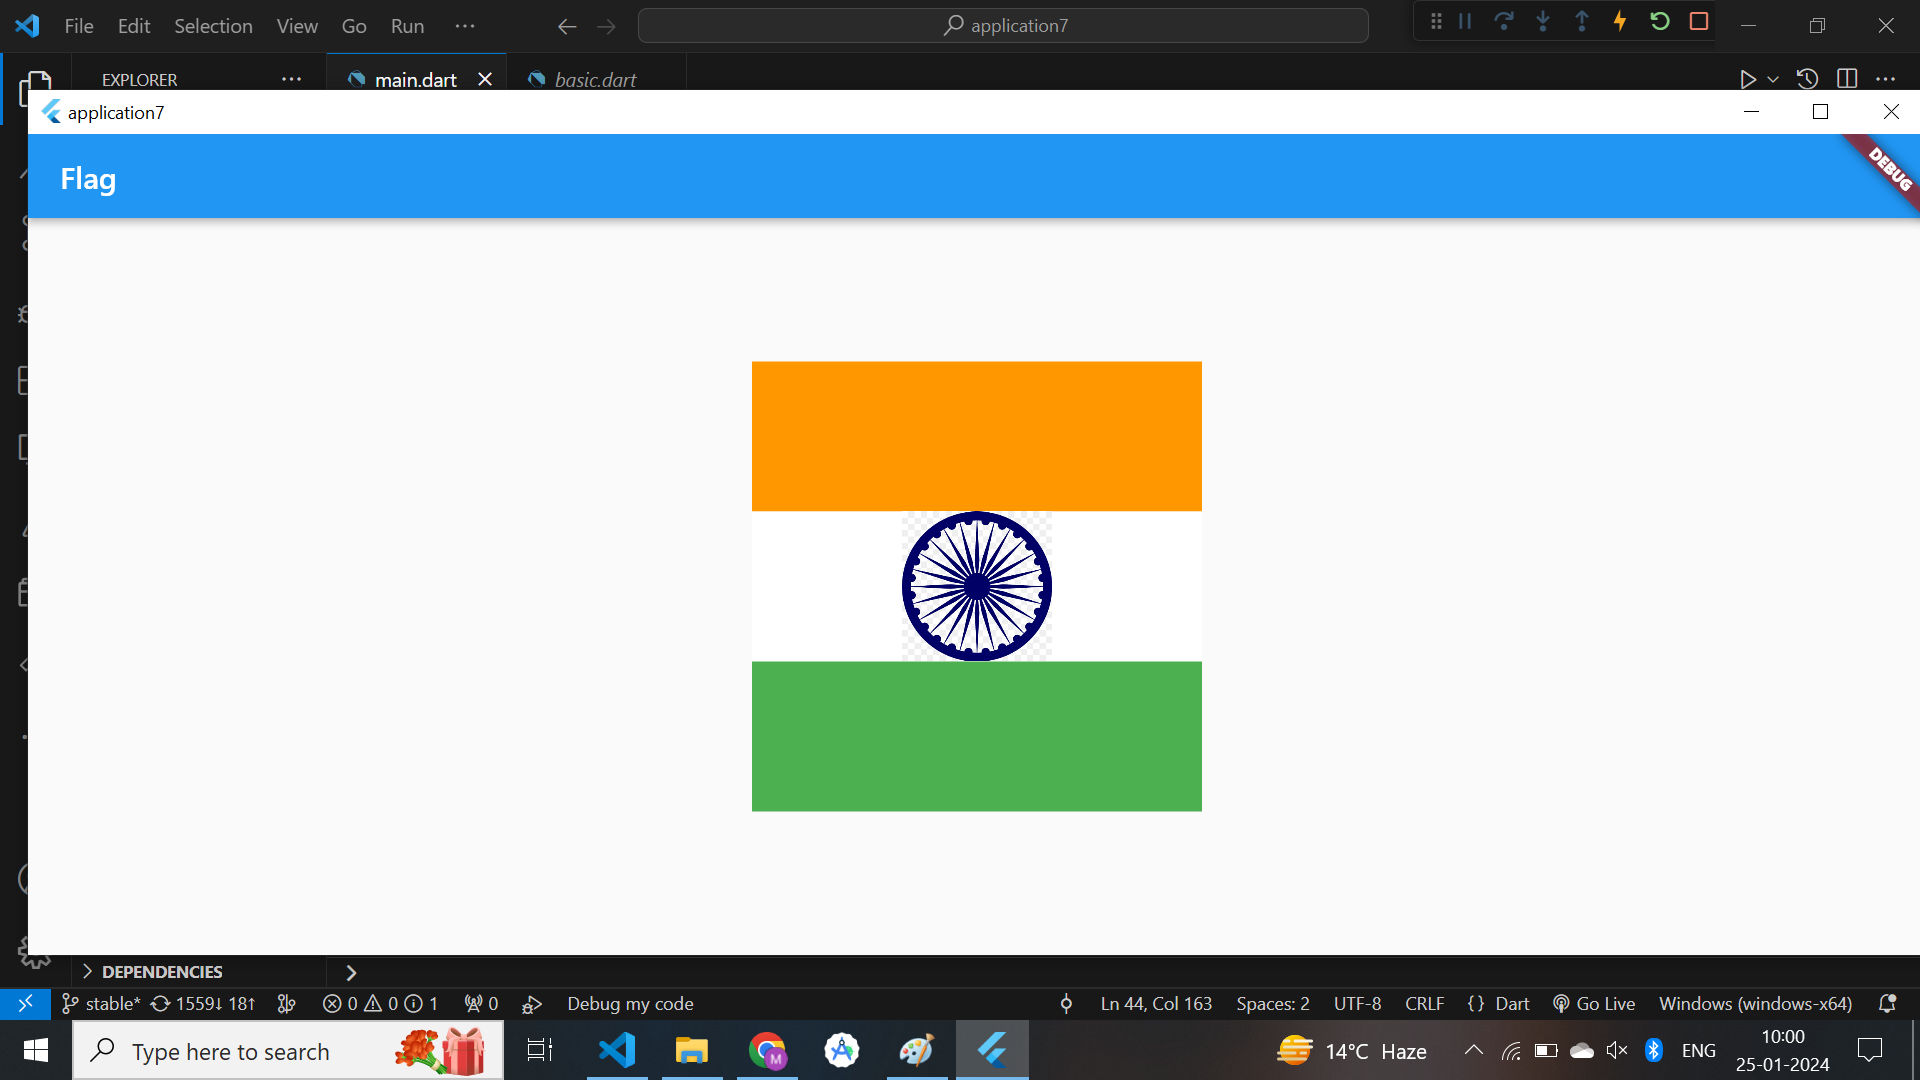 File Edit Selection View Go Run ··· application7
EXPLORER ··· main.dart basic.dart ···
application7
Flag
DEBUG
DEPENDENCIES
stable* 1559↓ 18↑ 0 0 1 0 Debug my code Ln 44, Col 163 Spaces: 2 UTF-8 CRLF {} Dart Go Live Windows (windows-x64)
Type here to search M 14°C Haze ENG 10:00
25-01-2024